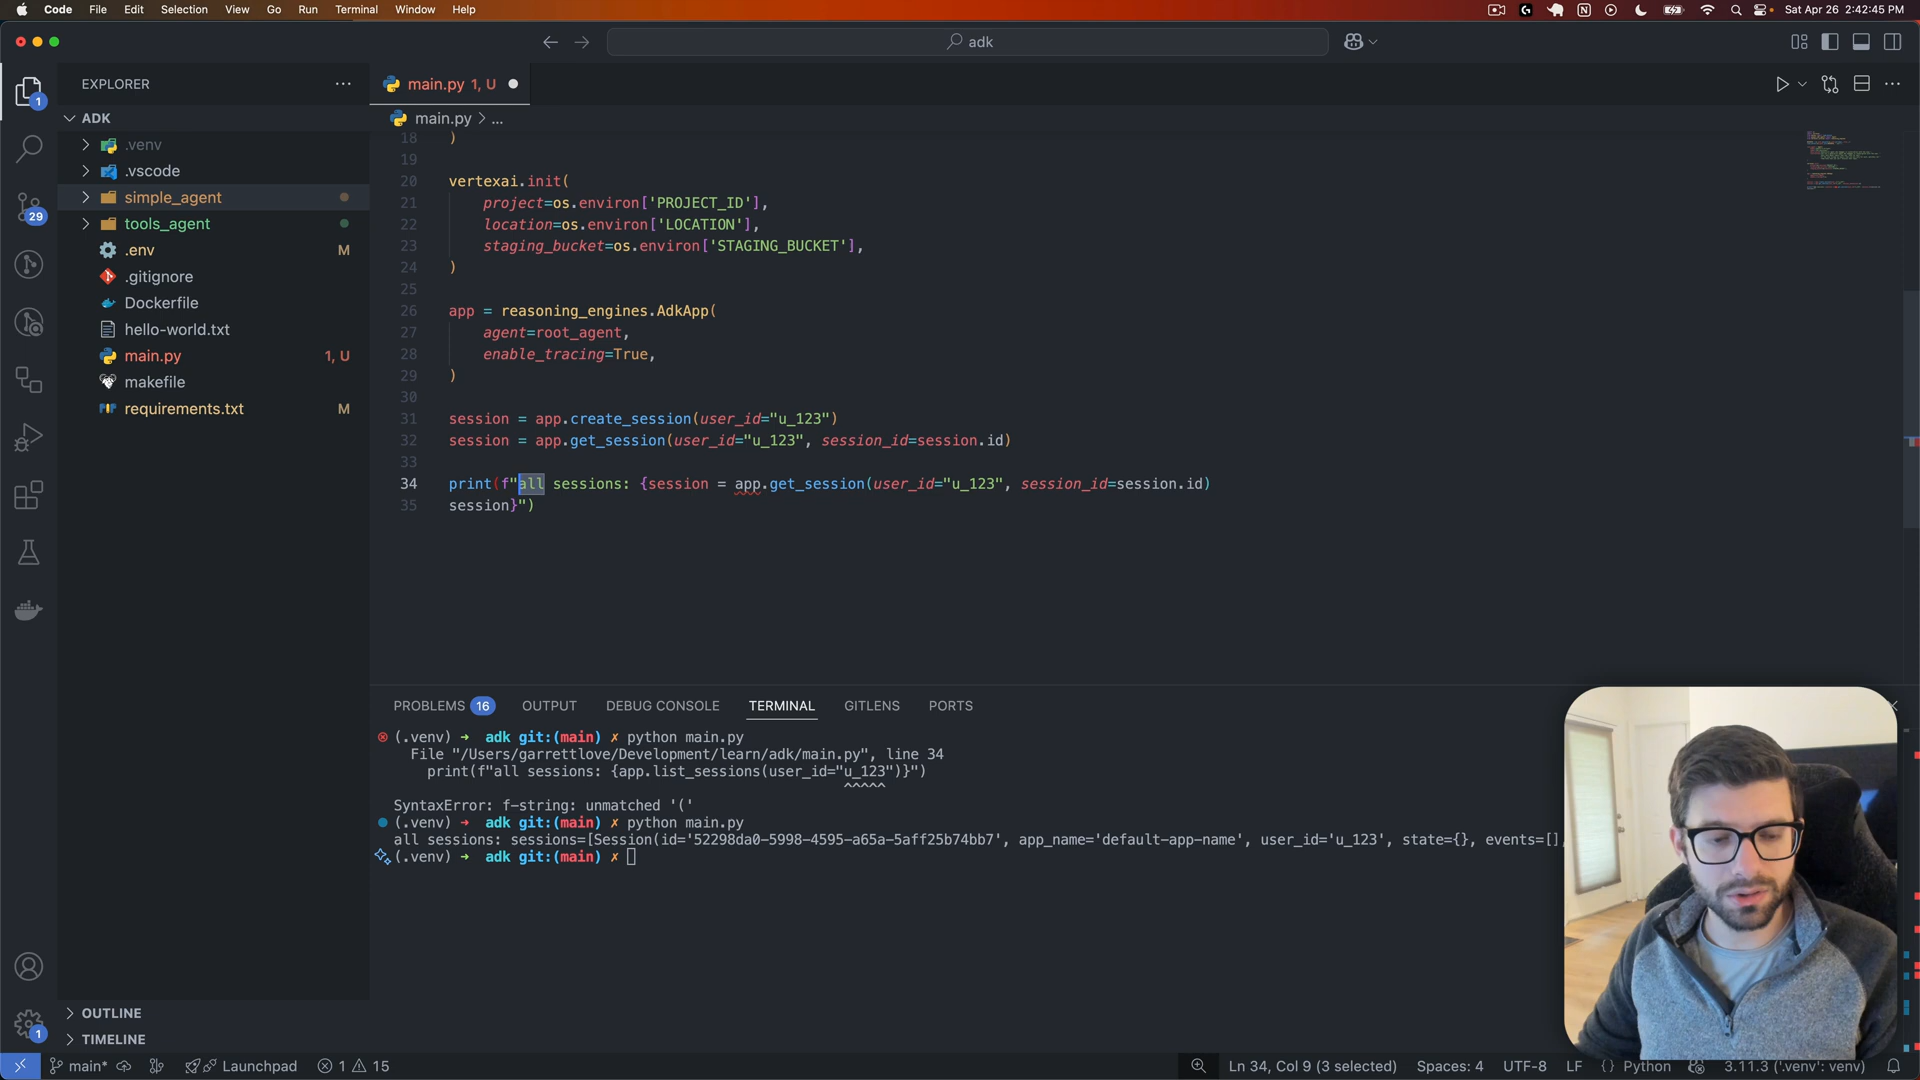 Code File Edit Selection View Go Run Terminal Window Help Sat Apr 26 2:42:45 PM
adk
EXPLORER
main.py 1, U
ADK
main.py > ...
.venv
.vscode
simple_agent
tools_agent
.env M
.gitignore
Dockerfile
hello-world.txt
main.py 1, U
makefile
requirements.txt M
18 )
19
20 vertexai.init(
21 project=os.environ['PROJECT_ID'],
22 location=os.environ['LOCATION'],
23 staging_bucket=os.environ['STAGING_BUCKET'],
24 )
25
26 app = reasoning_engines.AdkApp(
27 agent=root_agent,
28 enable_tracing=True,
29 )
30
31 session = app.create_session(user_id="u_123")
32 session = app.get_session(user_id="u_123", session_id=session.id)
33
34 print(f"all sessions: {session = app.get_session(user_id="u_123", session_id=session.id)
35 session}")
PROBLEMS 16 OUTPUT DEBUG CONSOLE TERMINAL GITLENS PORTS
(.venv) → adk git:(main) ✗ python main.py
File "/Users/garrettlove/Development/learn/adk/main.py", line 34
print(f"all sessions: {app.list_sessions(user_id="u_123")}")
^^^^^
SyntaxError: f-string: unmatched '('
(.venv) → adk git:(main) ✗ python main.py
all sessions: sessions=[Session(id='52298da0-5998-4595-a65a-5aff25b74bb7', app_name='default-app-name', user_id='u_123', state={}, events=[],
(.venv) → adk git:(main) ✗
1
29
1
OUTLINE
TIMELINE
main* Launchpad 1 15 Ln 34, Col 9 (3 selected) Spaces: 4 UTF-8 LF {} Python 3.11.3 ('.venv': venv)